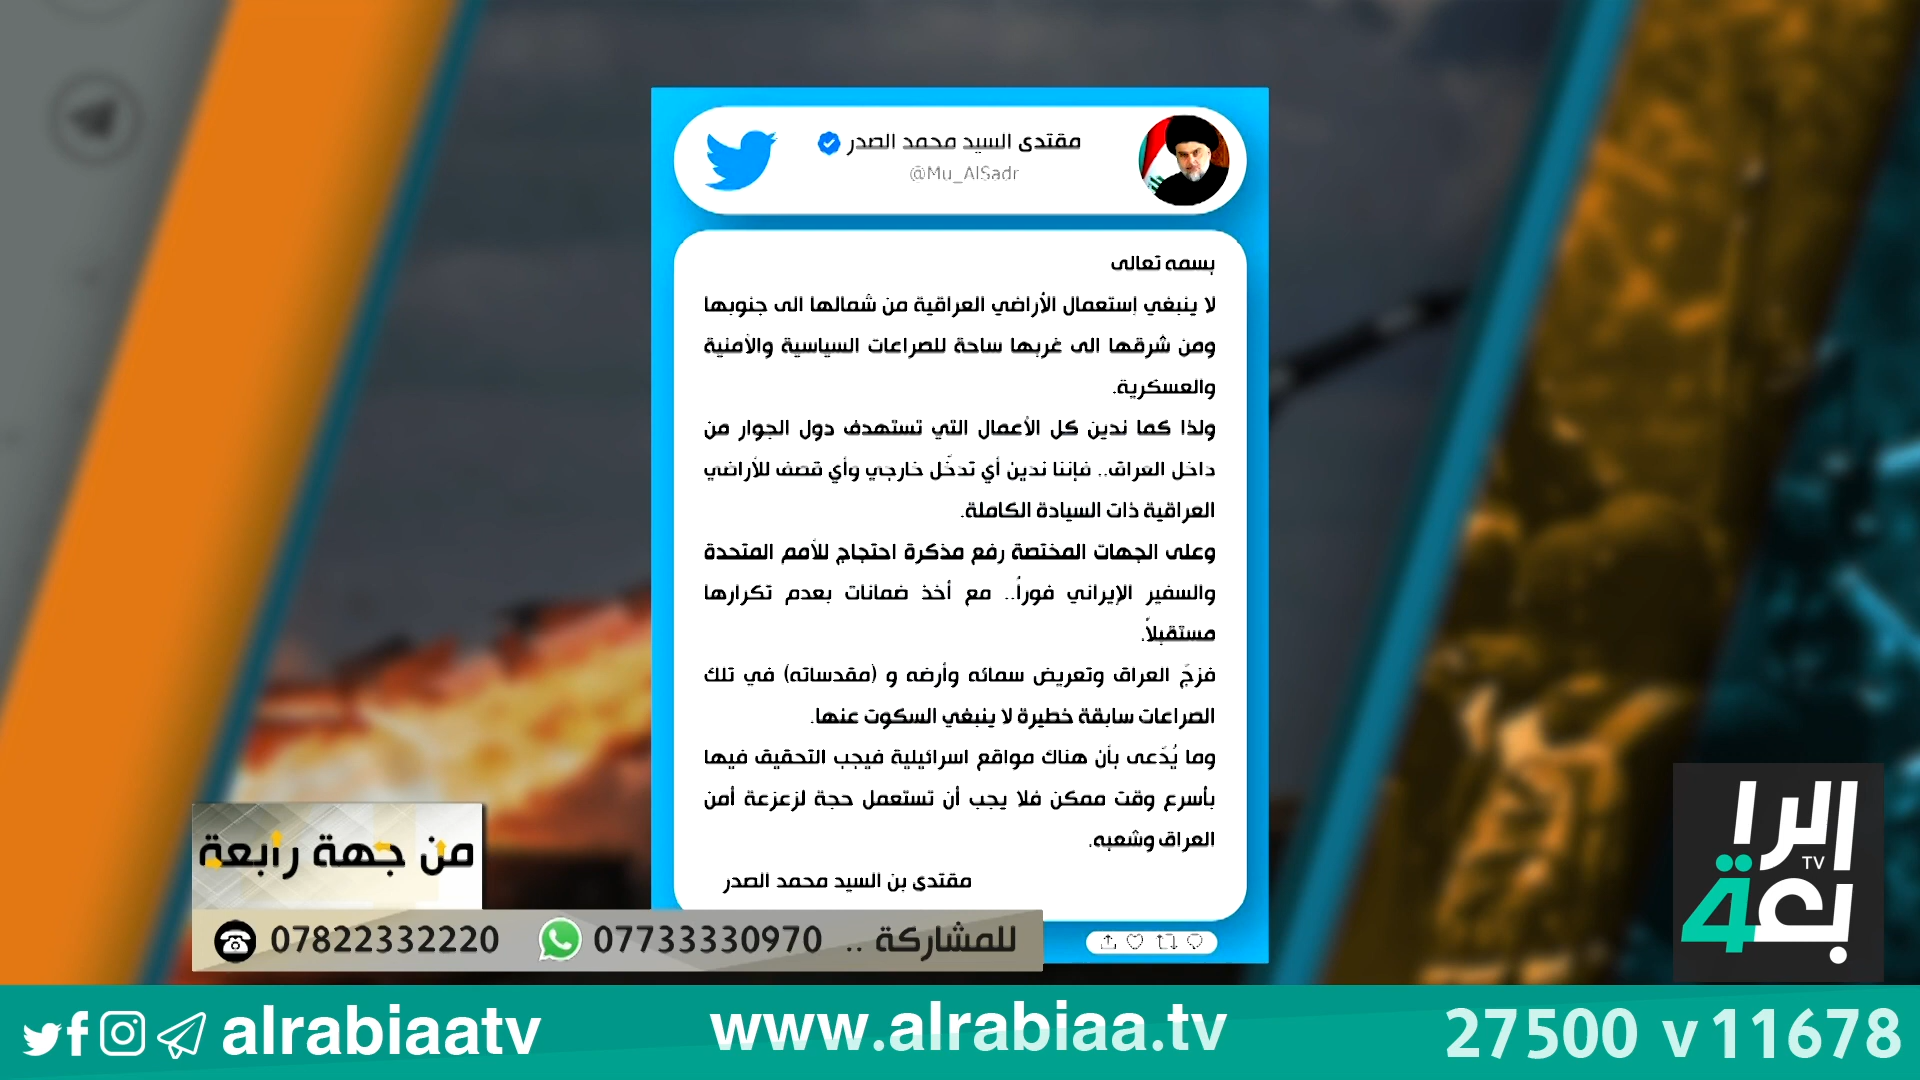 مقتدى السيد محمد الصدر
@Mu_AlSadr
بسمه تعالى
لا ينبغي إستعمال الأراضي العراقية من شمالها الى جنوبها
ومن شرقها الى غربها ساحة للصراعات السياسية والأمنية
والعسكرية.
ولذا كما ندين كل الأعمال التي تستهدف دول الجوار من
داخل العراق.. فإننا ندين أي تدخّل خارجي وأي قصف للأراضي
العراقية ذات السيادة الكاملة.
وعلى الجهات المختصة رفع مذكرة احتجاج للأمم المتحدة
والسفير الإيراني فوراً.. مع أخذ ضمانات بعدم تكرارها
مستقبلاً.
فزجّ العراق وتعريض سمائه وأرضه و (مقدساته) في تلك
الصراعات سابقة خطيرة لا ينبغي السكوت عنها.
وما يُدّعى بأن هناك مواقع اسرائيلية فيجب التحقيق فيها
بأسرع وقت ممكن فلا يجب أن تستعمل حجة لزعزعة أمن
العراق وشعبه.
مقتدى بن السيد محمد الصدر
من جهة رابعة
للمشاركة .. 07733330970 07822332220
الرابعة 4 TV
alrabiaatv www.alrabiaa.tv 27500 v 11678